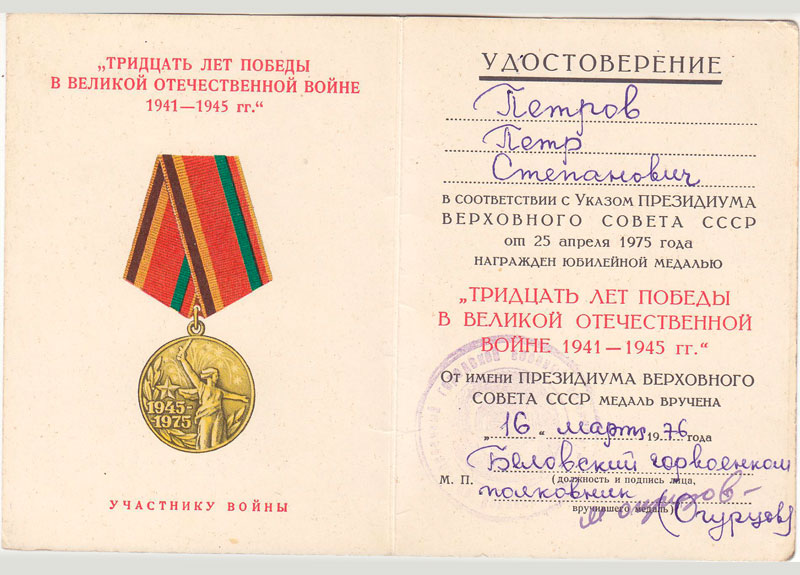 „ТРИДЦАТЬ ЛЕТ ПОБЕДЫ
В ВЕЛИКОЙ ОТЕЧЕСТВЕННОЙ ВОЙНЕ
1941—1945 гг.“
1945-
1975
УЧАСТНИКУ ВОЙНЫ
УДОСТОВЕРЕНИЕ
Петров
Петр
Степанович
В СООТВЕТСТВИИ С УКАЗОМ ПРЕЗИДИУМА
ВЕРХОВНОГО СОВЕТА СССР
от 25 апреля 1975 года
НАГРАЖДЕН ЮБИЛЕЙНОЙ МЕДАЛЬЮ
„ТРИДЦАТЬ ЛЕТ ПОБЕДЫ
В ВЕЛИКОЙ ОТЕЧЕСТВЕННОЙ
ВОЙНЕ 1941—1945 гг.“
ОТ ИМЕНИ ПРЕЗИДИУМА ВЕРХОВНОГО
СОВЕТА СССР МЕДАЛЬ ВРУЧЕНА
„16“ марта 1976 года
Беловский горвоенком
М. П. (должность и подпись лица,
полковник
вручившего медаль)
(Огурцов)